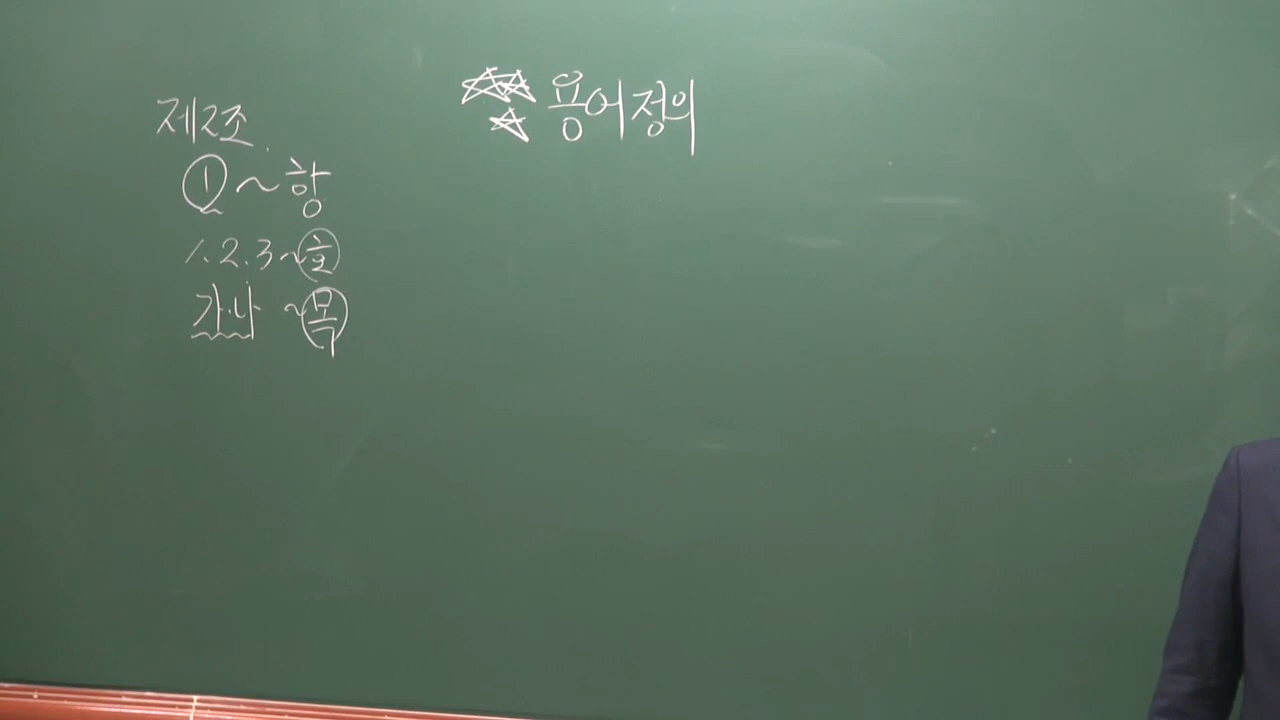 제2조
① ~ 항
1. 2. 3 ~ 호
가. 나 ~ 목
용어정의